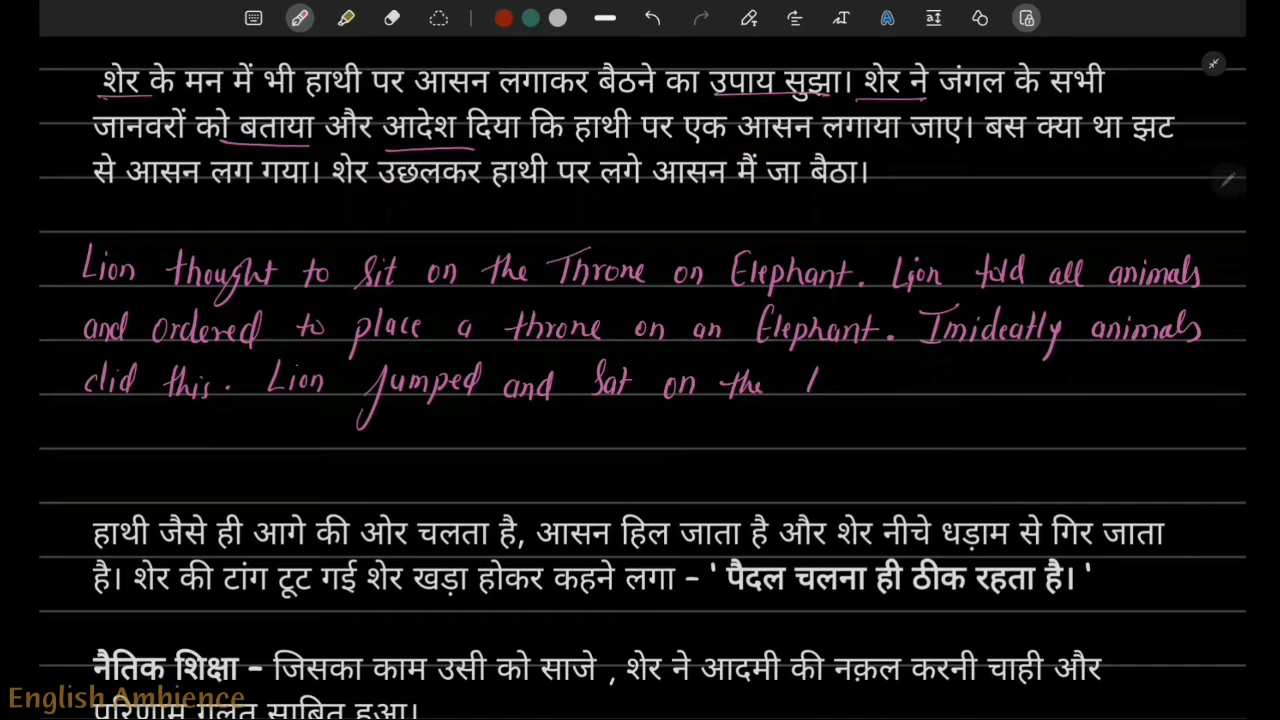 शेर के मन में भी हाथी पर आसन लगाकर बैठने का उपाय सुझा। शेर ने जंगल के सभी
जानवरों को बताया और आदेश दिया कि हाथी पर एक आसन लगाया जाए। बस क्या था झट
से आसन लग गया। शेर उछलकर हाथी पर लगे आसन मैं जा बैठा।
Lion thought to sit on the Throne on Elephant. Lion told all animals
and ordered to place a throne on an Elephant. Imideatly animals
did this. Lion Jumped and Sat on the
हाथी जैसे ही आगे की ओर चलता है, आसन हिल जाता है और शेर नीचे धड़ाम से गिर जाता
है। शेर की टांग टूट गई शेर खड़ा होकर कहने लगा – ' पैदल चलना ही ठीक रहता है। '
नैतिक शिक्षा – जिसका काम उसी को साजे , शेर ने आदमी की नक़ल करनी चाही और
English Ambience
परिणाम गलत साबित हुआ।